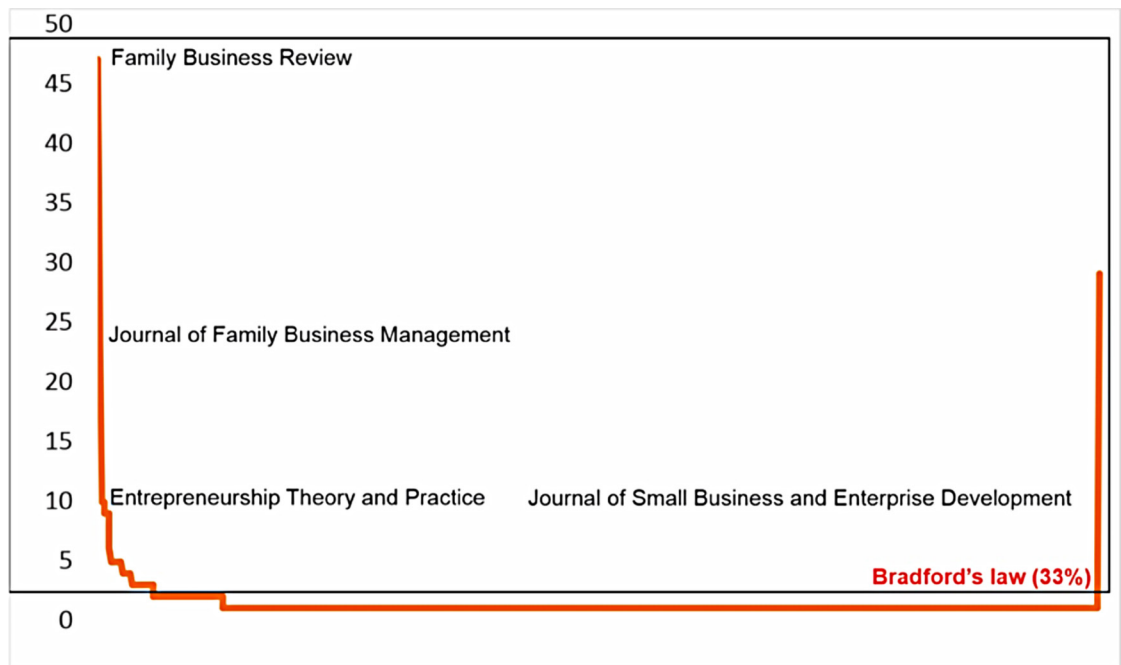 50
Family Business Review
45
40
35
30
25
Journal of Family Business Management
20
15
10
Entrepreneurship Theory and Practice
Journal of Small Business and Enterprise Development
5
Bradford's law (33%)
0